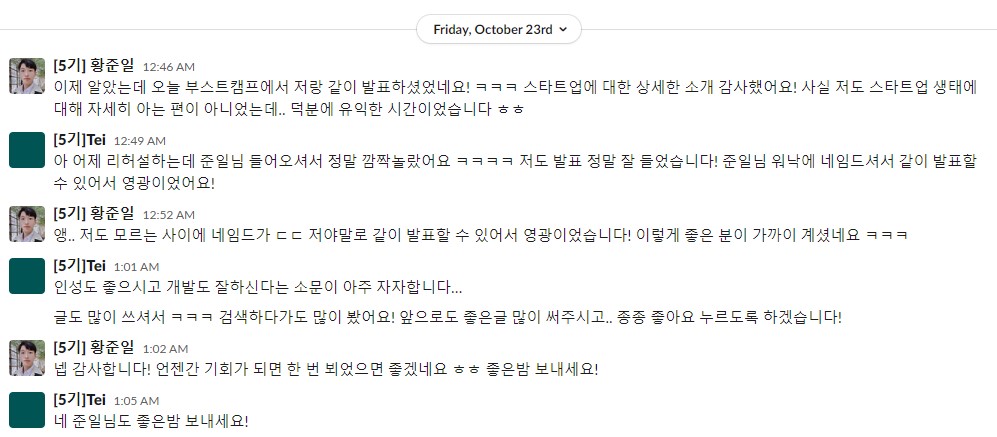 Friday, October 23rd
[5기] 황준일 12:46 AM
이제 알았는데 오늘 부스트캠프에서 저랑 같이 발표하셨었네요! ㅋㅋㅋ 스타트업에 대한 상세한 소개 감사했어요! 사실 저도 스타트업 생태에
대해 자세히 아는 편이 아니었는데.. 덕분에 유익한 시간이었습니다 ㅎㅎ
[5기]Tei 12:49 AM
아 어제 리허설하는데 준일님 들어오셔서 정말 깜짝놀랐어요 ㅋㅋㅋㅋ 저도 발표 정말 잘 들었습니다! 준일님 워낙에 네임드셔서 같이 발표할
수 있어서 영광이었어요!
[5기] 황준일 12:52 AM
앵.. 저도 모르는 사이에 네임드가 ㄷㄷ 저야말로 같이 발표할 수 있어서 영광이었습니다! 이렇게 좋은 분이 가까이 계셨네요 ㅋㅋㅋ
[5기]Tei 1:01 AM
인성도 좋으시고 개발도 잘하신다는 소문이 아주 자자합니다...
글도 많이 쓰셔서 ㅋㅋㅋ 검색하다가도 많이 봤어요! 앞으로도 좋은글 많이 써주시고.. 종종 좋아요 누르도록 하겠습니다!
[5기] 황준일 1:02 AM
넵 감사합니다! 언젠간 기회가 되면 한 번 뵈었으면 좋겠네요 ㅎㅎ 좋은밤 보내세요!
[5기]Tei 1:05 AM
네 준일님도 좋은밤 보내세요!